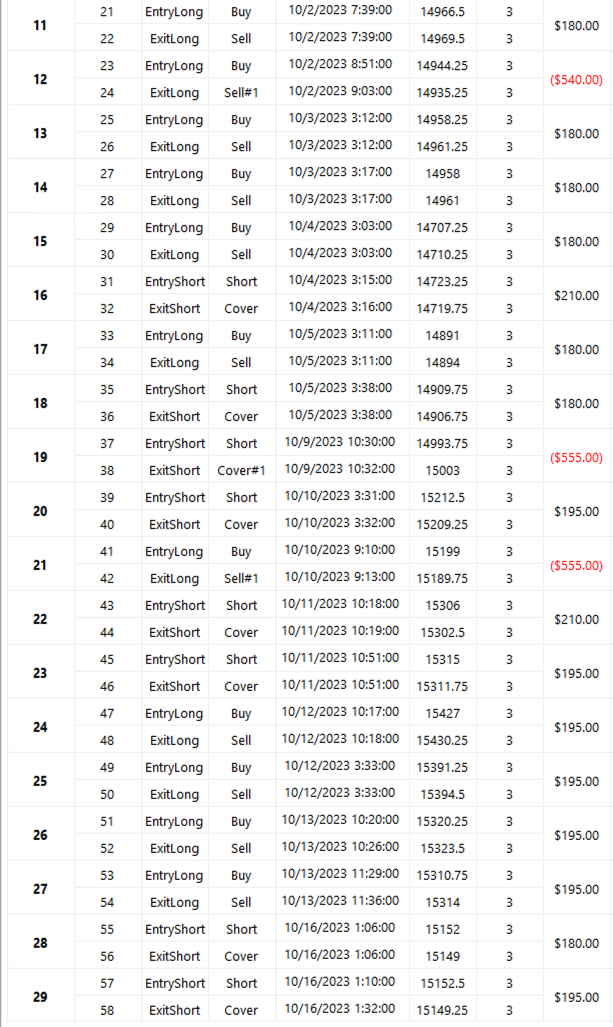 11 21 EntryLong Buy 10/2/2023 7:39:00 14966.5 3 $180.00
22 ExitLong Sell 10/2/2023 7:39:00 14969.5 3
12 23 EntryLong Buy 10/2/2023 8:51:00 14944.25 3 ($540.00)
24 ExitLong Sell#1 10/2/2023 9:03:00 14935.25 3
13 25 EntryLong Buy 10/3/2023 3:12:00 14958.25 3 $180.00
26 ExitLong Sell 10/3/2023 3:12:00 14961.25 3
14 27 EntryLong Buy 10/3/2023 3:17:00 14958 3 $180.00
28 ExitLong Sell 10/3/2023 3:17:00 14961 3
15 29 EntryLong Buy 10/4/2023 3:03:00 14707.25 3 $180.00
30 ExitLong Sell 10/4/2023 3:03:00 14710.25 3
16 31 EntryShort Short 10/4/2023 3:15:00 14723.25 3 $210.00
32 ExitShort Cover 10/4/2023 3:16:00 14719.75 3
17 33 EntryLong Buy 10/5/2023 3:11:00 14891 3 $180.00
34 ExitLong Sell 10/5/2023 3:11:00 14894 3
18 35 EntryShort Short 10/5/2023 3:38:00 14909.75 3 $180.00
36 ExitShort Cover 10/5/2023 3:38:00 14906.75 3
19 37 EntryShort Short 10/9/2023 10:30:00 14993.75 3 ($555.00)
38 ExitShort Cover#1 10/9/2023 10:32:00 15003 3
20 39 EntryShort Short 10/10/2023 3:31:00 15212.5 3 $195.00
40 ExitShort Cover 10/10/2023 3:32:00 15209.25 3
21 41 EntryLong Buy 10/10/2023 9:10:00 15199 3 ($555.00)
42 ExitLong Sell#1 10/10/2023 9:13:00 15189.75 3
22 43 EntryShort Short 10/11/2023 10:18:00 15306 3 $210.00
44 ExitShort Cover 10/11/2023 10:19:00 15302.5 3
23 45 EntryShort Short 10/11/2023 10:51:00 15315 3 $195.00
46 ExitShort Cover 10/11/2023 10:51:00 15311.75 3
24 47 EntryLong Buy 10/12/2023 10:17:00 15427 3 $195.00
48 ExitLong Sell 10/12/2023 10:18:00 15430.25 3
25 49 EntryLong Buy 10/12/2023 3:33:00 15391.25 3 $195.00
50 ExitLong Sell 10/12/2023 3:33:00 15394.5 3
26 51 EntryLong Buy 10/13/2023 10:20:00 15320.25 3 $195.00
52 ExitLong Sell 10/13/2023 10:26:00 15323.5 3
27 53 EntryLong Buy 10/13/2023 11:29:00 15310.75 3 $195.00
54 ExitLong Sell 10/13/2023 11:36:00 15314 3
28 55 EntryShort Short 10/16/2023 1:06:00 15152 3 $180.00
56 ExitShort Cover 10/16/2023 1:06:00 15149 3
29 57 EntryShort Short 10/16/2023 1:10:00 15152.5 3 $195.00
58 ExitShort Cover 10/16/2023 1:32:00 15149.25 3